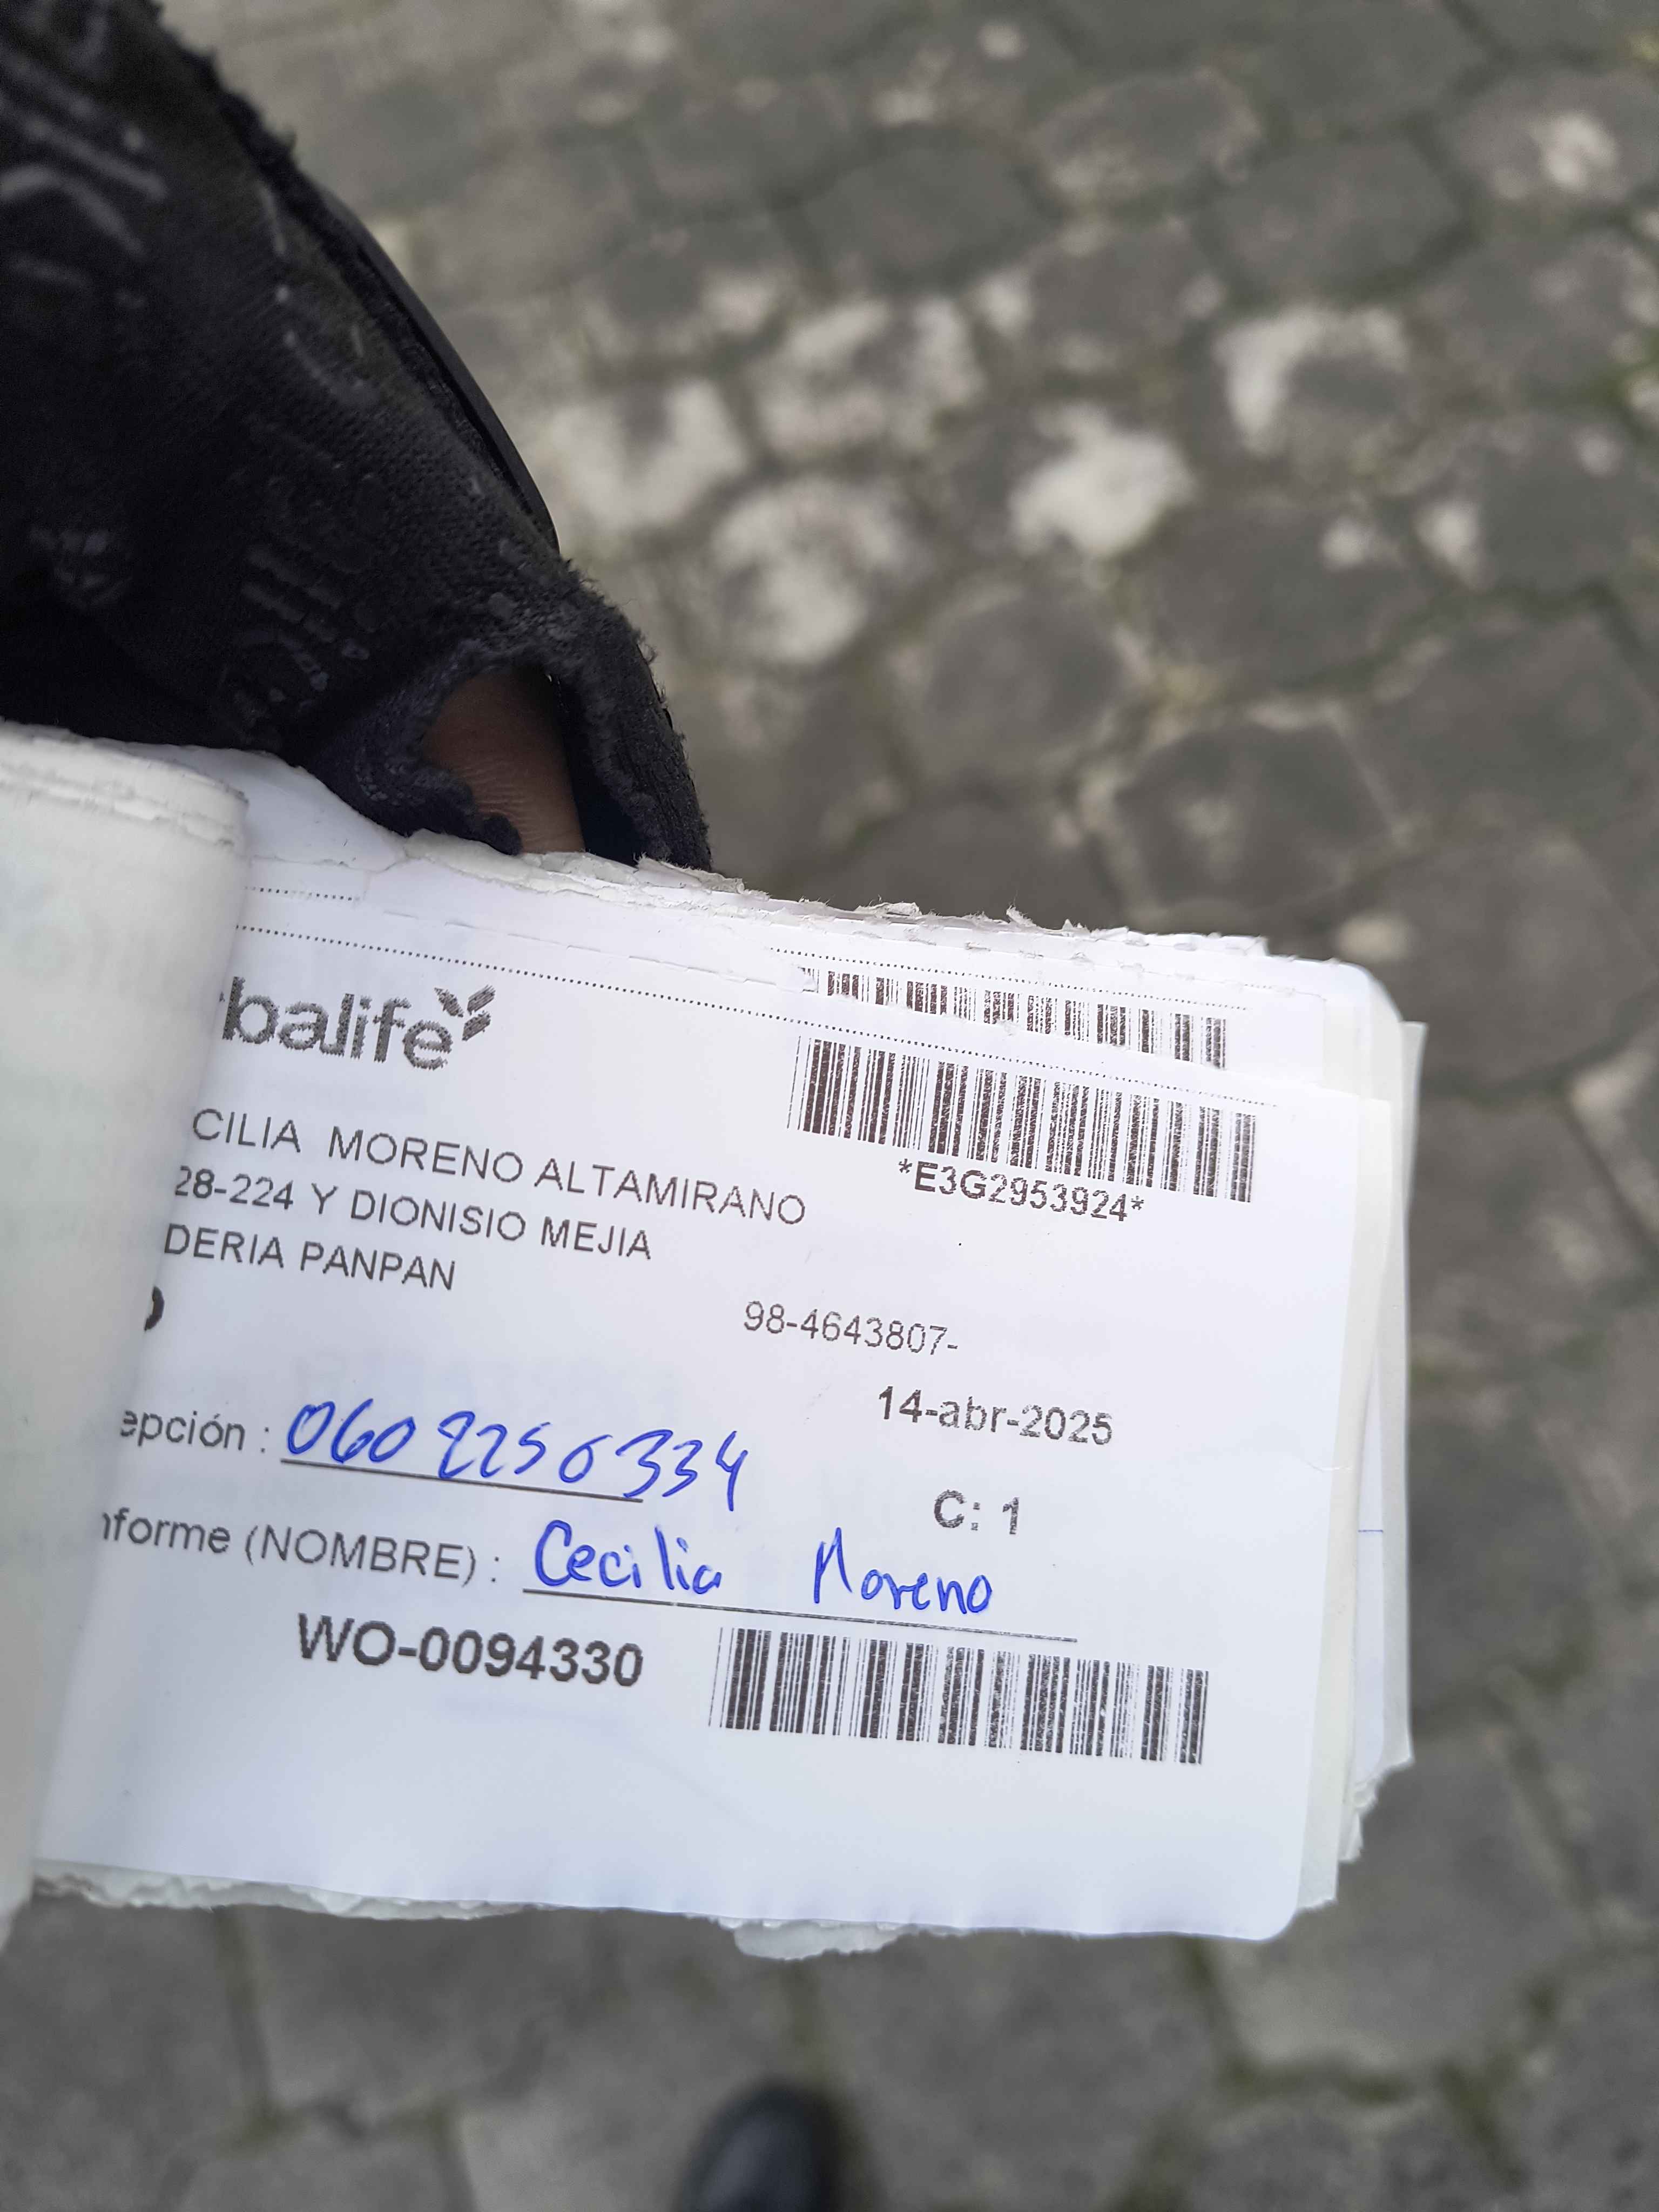 balife
CILIA MORENO ALTAMIRANO
*E3G2953924*
28-224 Y DIONISIO MEJIA
DERIA PANPAN
98-4643807-
14-abr-2025
epción : 0602250334
C: 1
nforme (NOMBRE) : Cecilia Moreno
WO-0094330